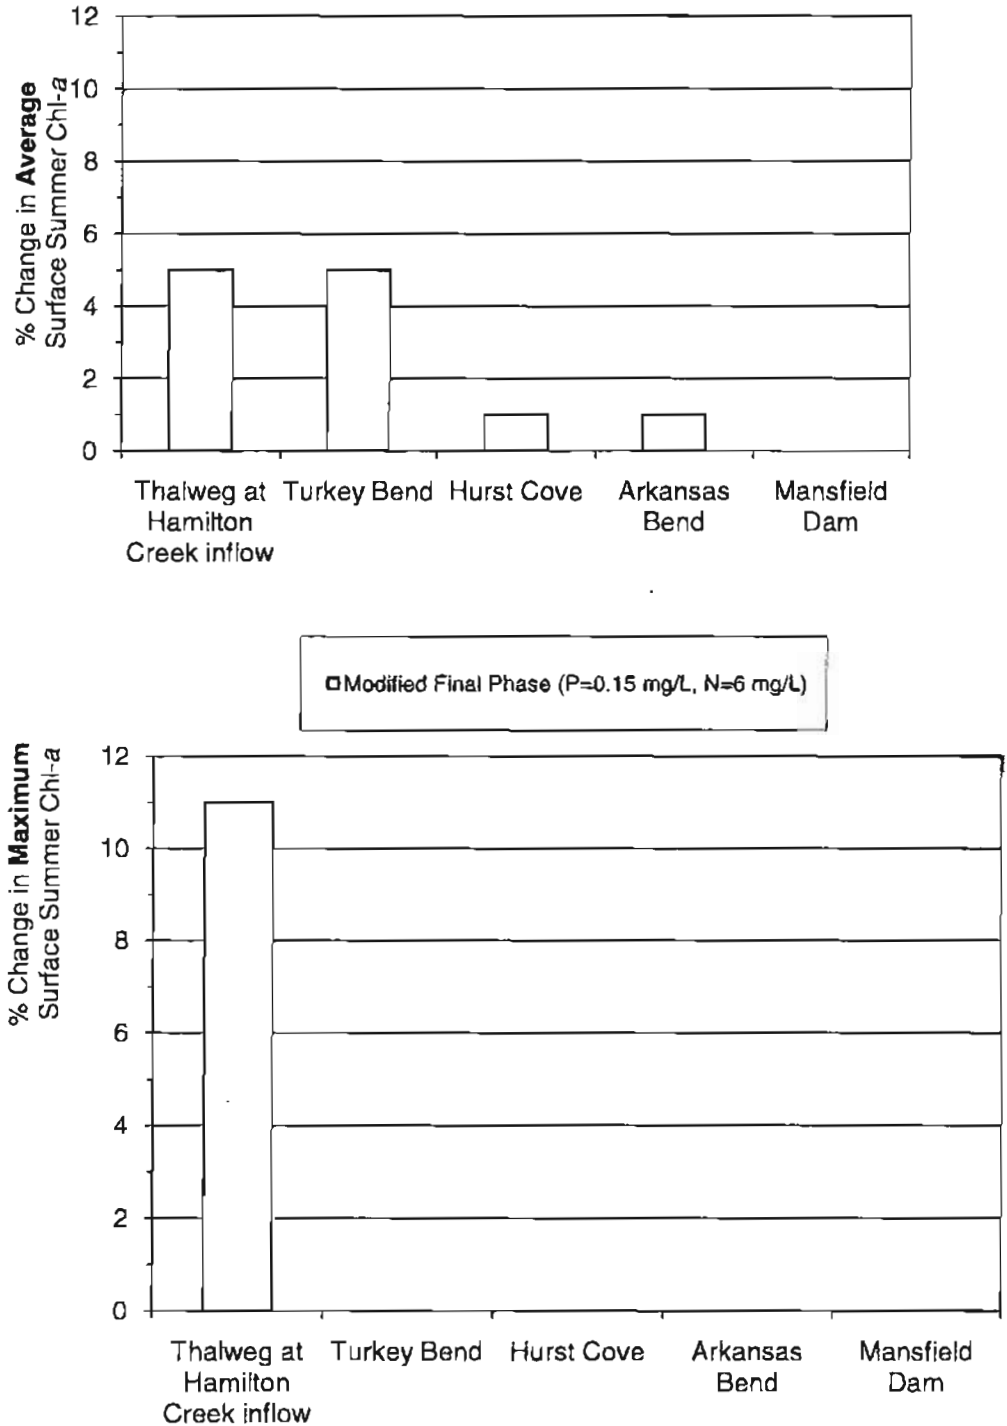 % Change in Average
Surface Summer Chl-a
12
10
8
6
4
2
0
Thalweg at
Hamilton
Creek inflow
Turkey Bend
Hurst Cove
Arkansas
Bend
Mansfield
Dam
Modified Final Phase (P=0.15 mg/L, N=6 mg/L)
% Change in Maximum
Surface Summer Chl-a
12
10
8
6
4
2
0
Thalweg at
Hamilton
Creek inflow
Turkey Bend
Hurst Cove
Arkansas
Bend
Mansfield
Dam